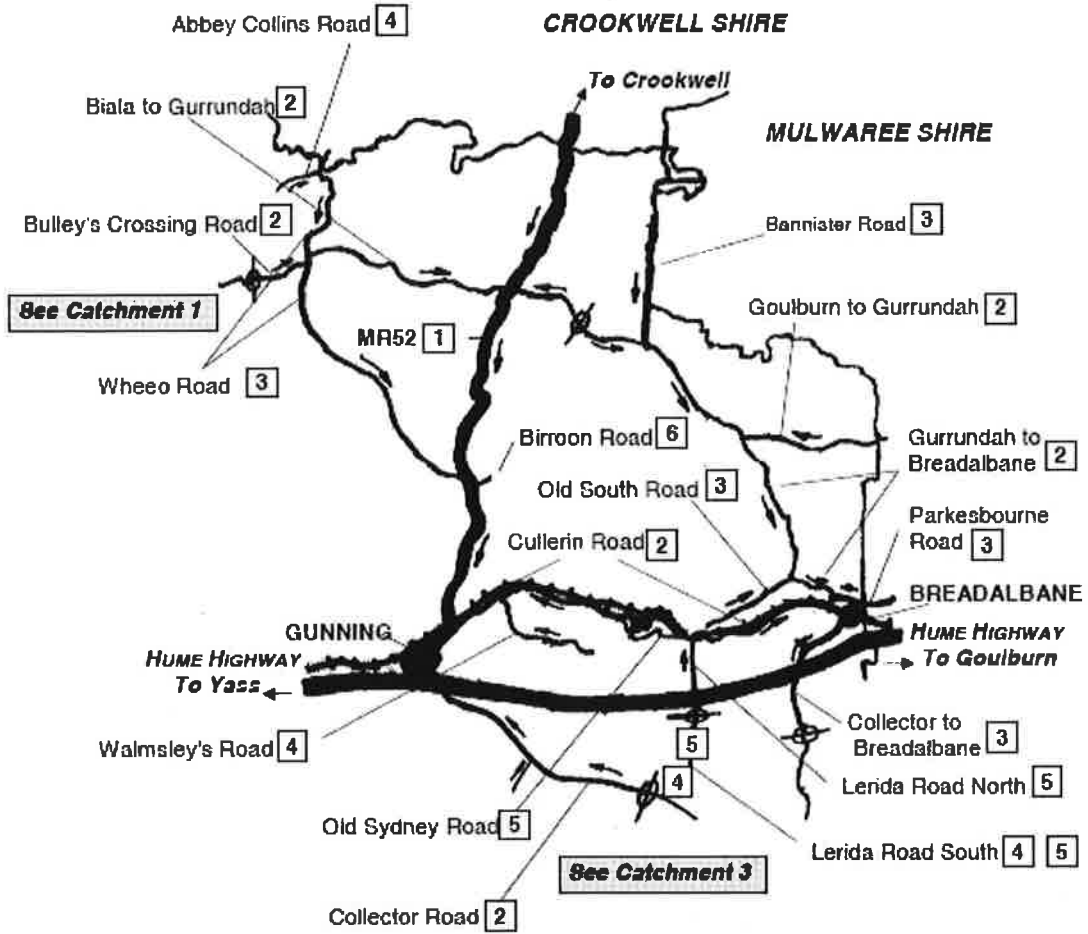 Abbey Collins Road 4
CROOKWELL SHIRE
To Crookwell
Biala to Gurrundah 2
MULWAREE SHIRE
Bulley's Crossing Road 2
Bannister Road 3
See Catchment 1
Goulburn to Gurrundah 2
MR52 1
Wheeo Road 3
Birroon Road 6
Gurrundah to
Breadalbane 2
Old South Road 3
Parkesbourne
Road 3
Cullerin Road 2
BREADALBANE
GUNNING
HUME HIGHWAY
To Yass
HUME HIGHWAY
To Goulburn
Walmsley's Road 4
5
Collector to
Breadalbane 3
4
Lerida Road North 5
Old Sydney Road 5
Lerida Road South 4 5
See Catchment 3
Collector Road 2